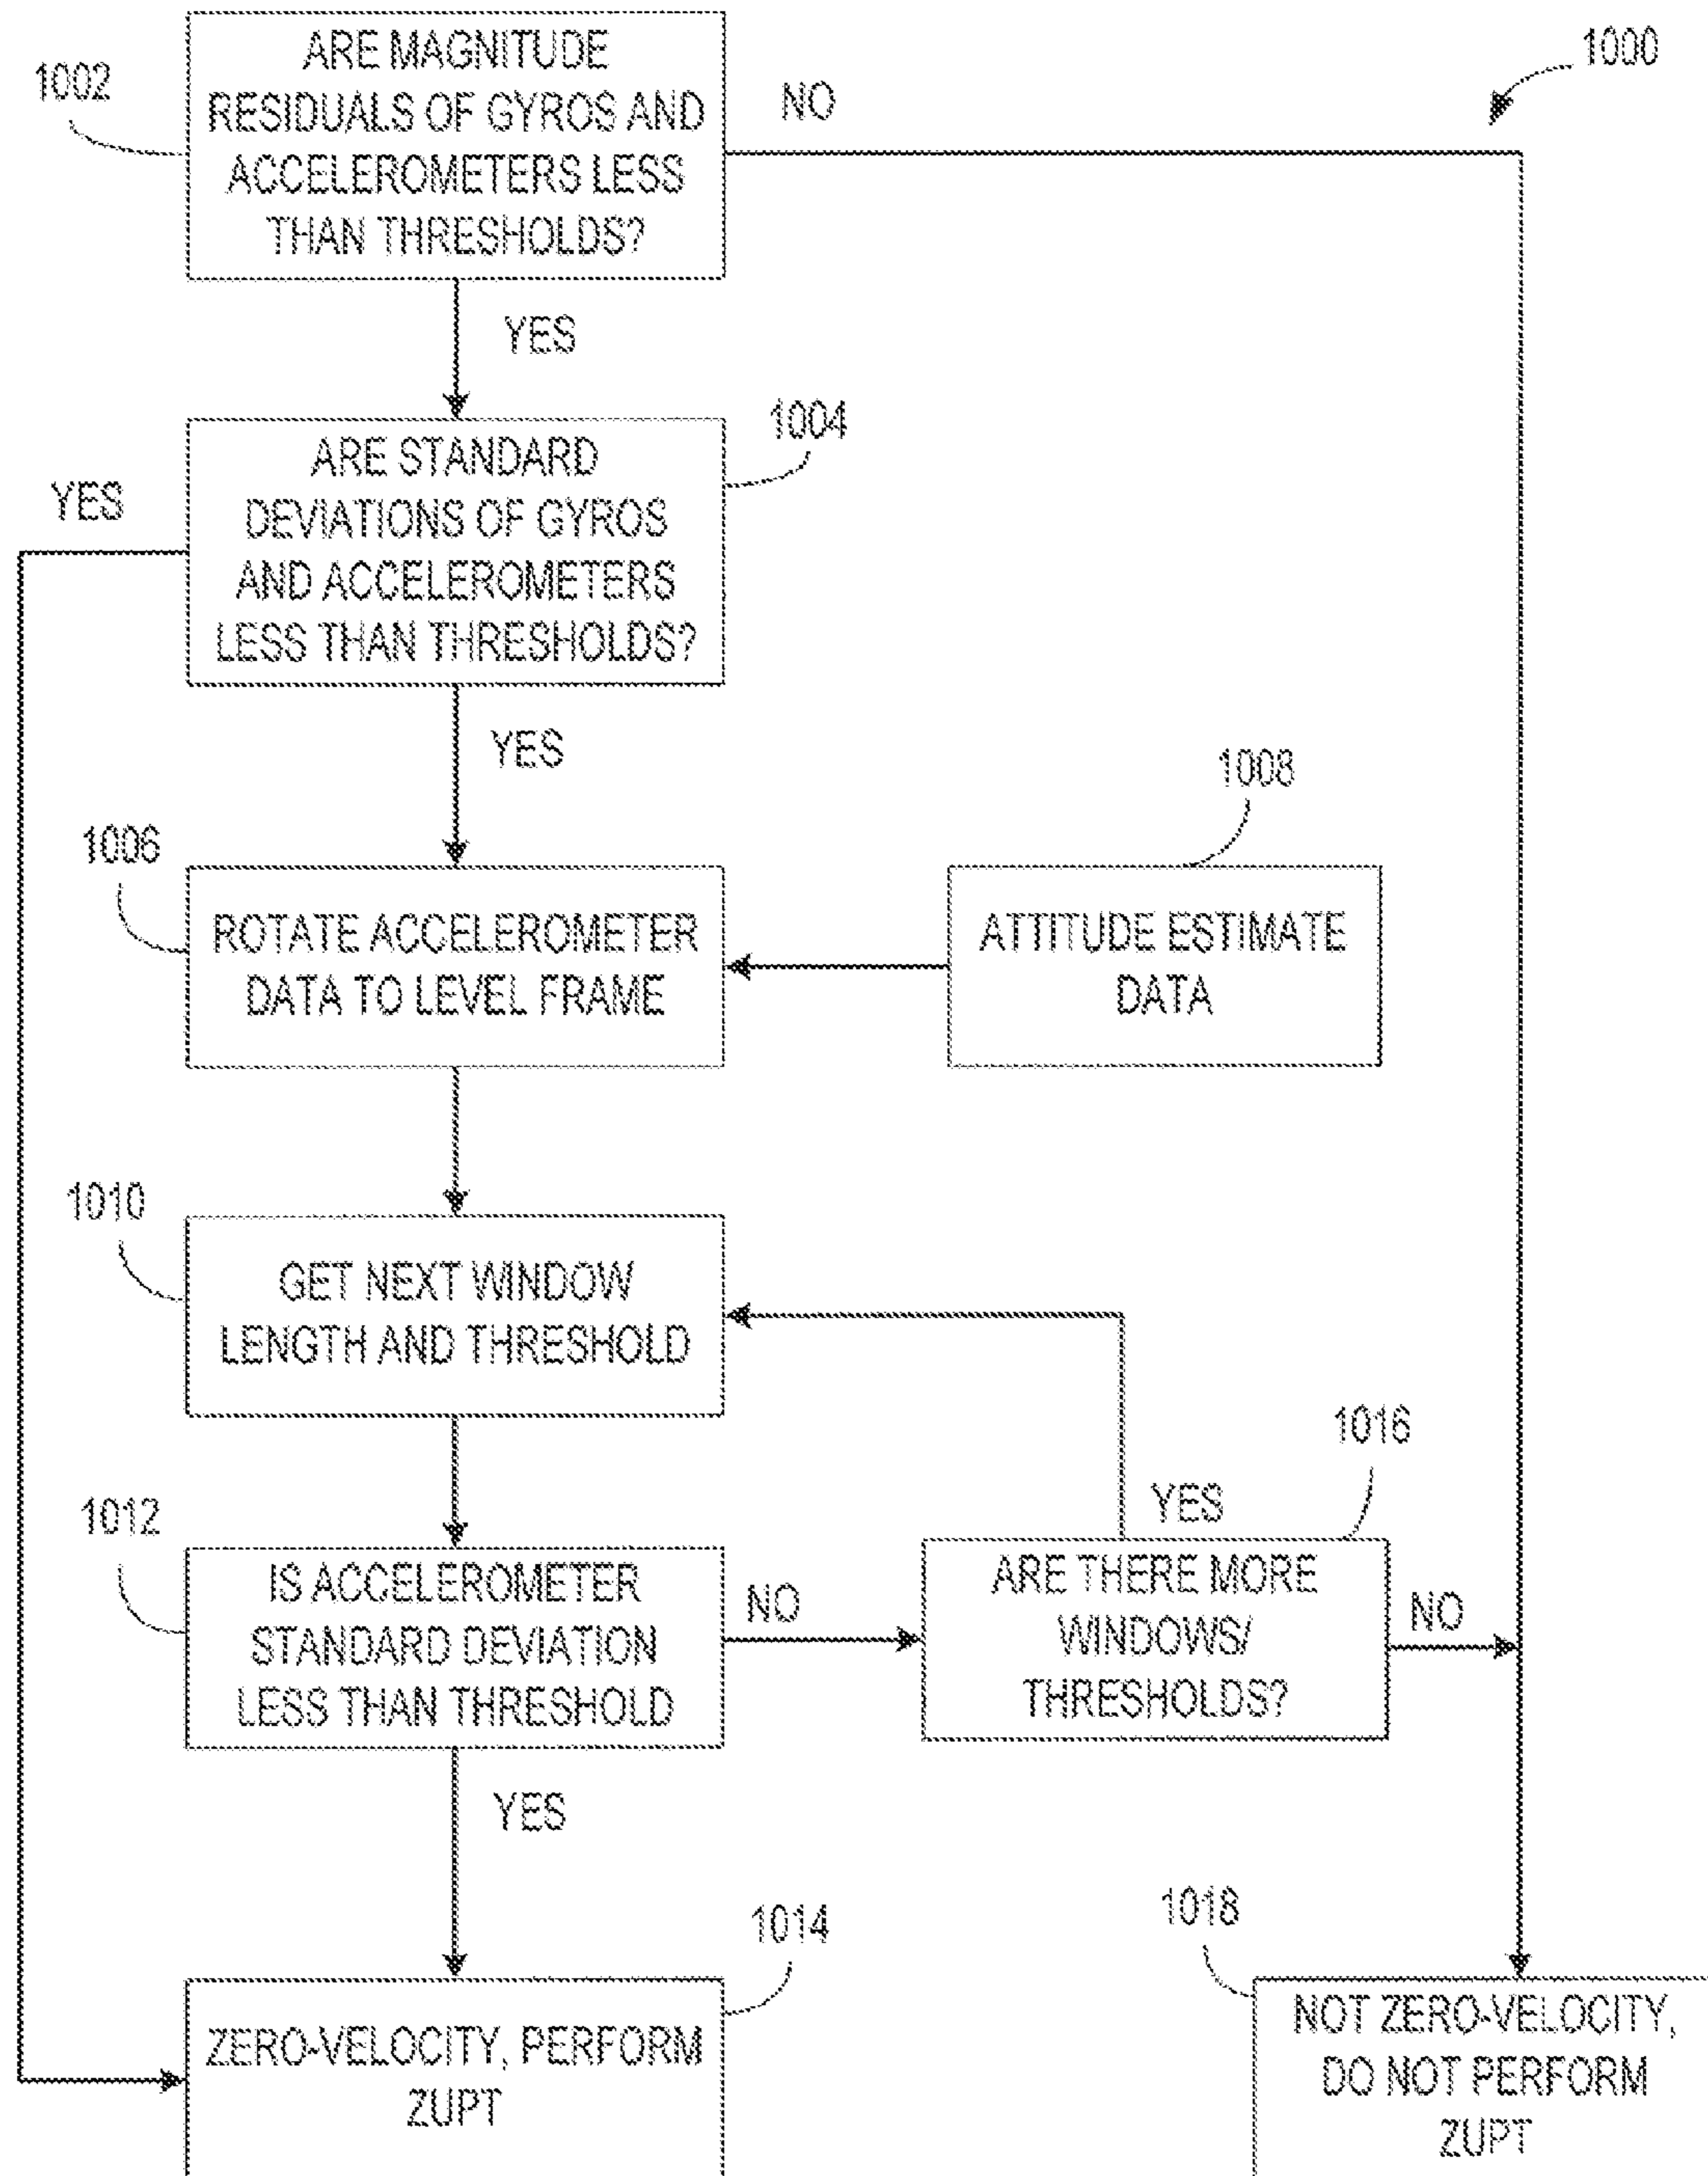 1000
1002
ARE MAGNITUDE
RESIDUALS OF GYROS AND
ACCELEROMETERS LESS
THAN THRESHOLDS?
NO
YES
1004
ARE STANDARD
DEVIATIONS OF GYROS
AND ACCELEROMETERS
LESS THAN THRESHOLDS?
YES
YES
1006
ROTATE ACCELEROMETER
DATA TO LEVEL FRAME
1008
ATTITUDE ESTIMATE
DATA
1010
GET NEXT WINDOW
LENGTH AND THRESHOLD
1012
IS ACCELEROMETER
STANDARD DEVIATION
LESS THAN THRESHOLD
NO
YES
1016
ARE THERE MORE
WINDOWS/
THRESHOLDS?
YES
NO
1014
ZERO-VELOCITY, PERFORM
ZUPT
1018
NOT ZERO-VELOCITY,
DO NOT PERFORM
ZUPT